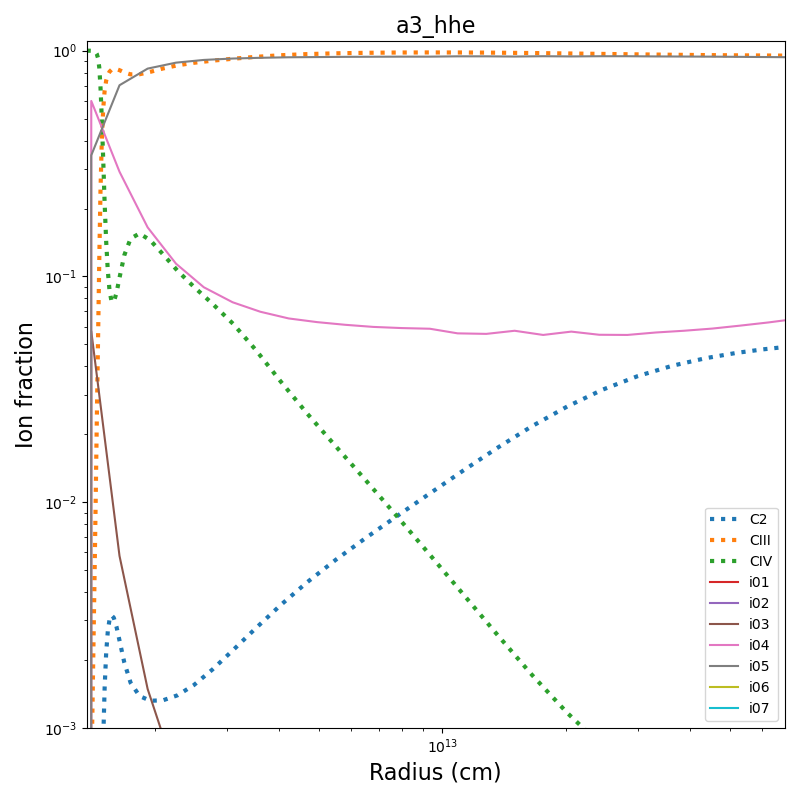 a3_hhe
Ion fraction
10⁰
10⁻¹
10⁻²
10⁻³
C2
CIII
CIV
i01
i02
i03
i04
i05
i06
i07
10¹³
Radius (cm)